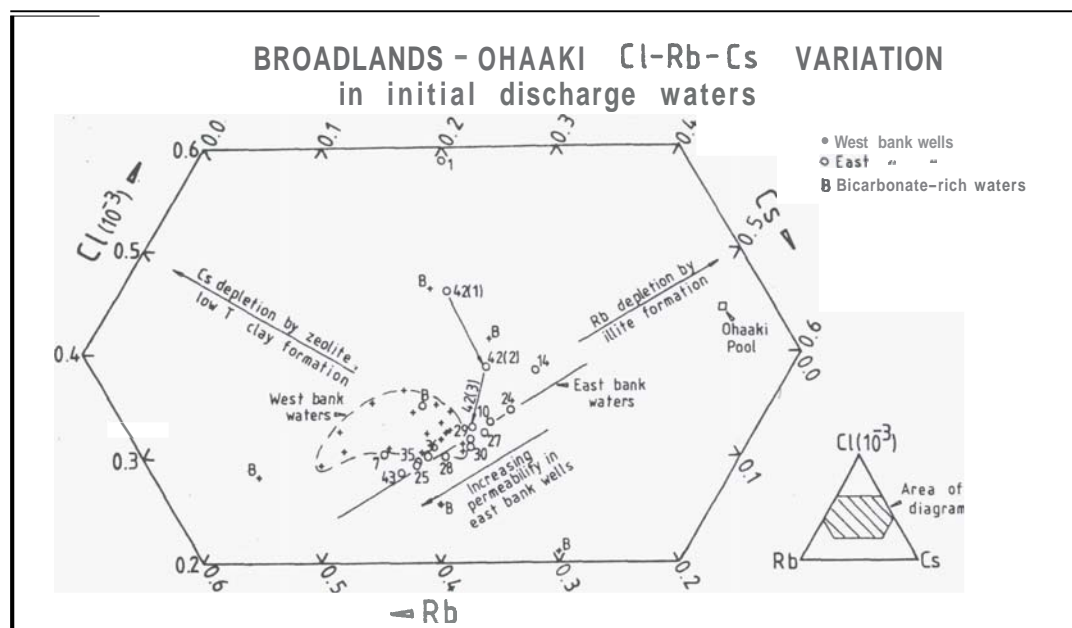 BROADLANDS - OHAAKI Cl-Rb-Cs VARIATION
in initial discharge waters
• West bank wells
o East " "
B Bicarbonate-rich waters
0.0
0.1
0.2
0.3
0.4
0.6
1
Cl(10⁻³)
Cs
0.5
0.5
Cs depletion by zeolite,
low T clay formation
B
42(1)
Rb depletion by
illite formation
Ohaaki
Pool
B
42(2)
14
0.4
0.6
0.0
West bank
waters
B
42(3)
10
24
East bank
waters
29
27
36
30
7
35
28
43
25
0.3
0.1
B
B
Increasing
permeability in
east bank wells
Cl(10⁻³)
Area of
diagram
Rb
Cs
B
0.2
0.6
0.5
0.4
0.3
0.2
Rb